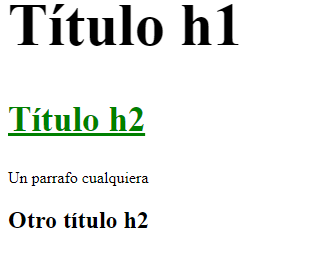 Título h1
Título h2
Un parrafo cualquiera
Otro título h2